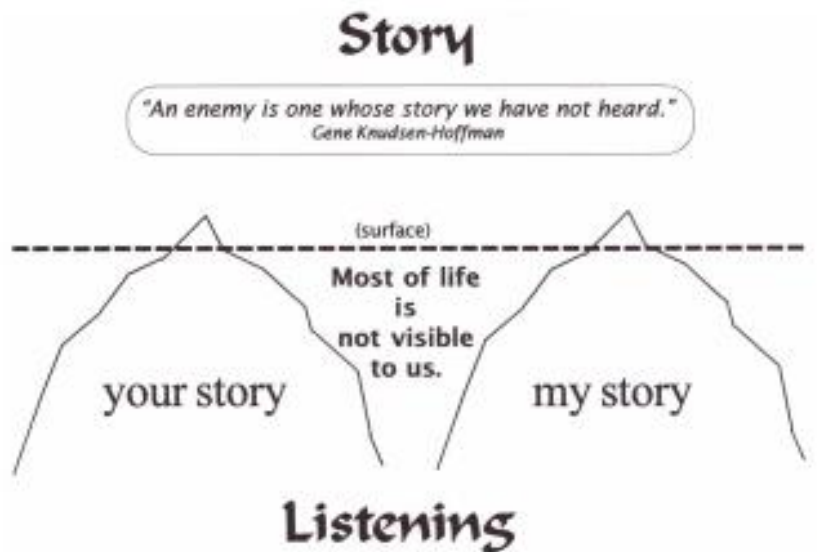 Story
“An enemy is one whose story we have not heard.”
Gene Knudsen-Hoffman
(surface)
Most of life
is
not visible
to us.
your story
my story
Listening